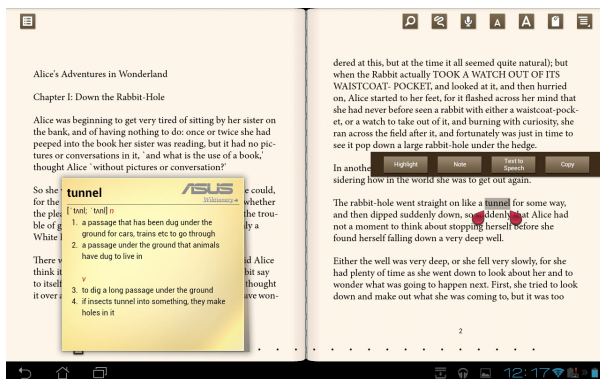 Alice's Adventures in Wonderland
Chapter I: Down the Rabbit-Hole
Alice was beginning to get very tired of sitting by her sister on
the bank, and of having nothing to do: once or twice she had
peeped into the book her sister was reading, but it had no pic-
tures or conversations in it, `and what is the use of a book,'
thought Alice `without pictures or conversation?'
So she could,
for the whether
the plea the trou-
ble of g ly a
White
There w id Alice
think it bit say
to itself thought
it over a ve won-
tunnel
ASUS
Wiktionary
[ˈtʌnl; ˈtʌnl] n
1. a passage that has been dug under the
ground for cars, trains etc to go through
2. a passage under the ground that animals
have dug to live in
v
3. to dig a long passage under the ground
4. if insects tunnel into something, they make
holes in it
A A
dered at this, but at the time it all seemed quite natural); but
when the Rabbit actually TOOK A WATCH OUT OF ITS
WAISTCOAT- POCKET, and looked at it, and then hurried
on, Alice started to her feet, for it flashed across her mind that
she had never before seen a rabbit with either a waistcoat-pock-
et, or a watch to take out of it, and burning with curiosity, she
ran across the field after it, and fortunately was just in time to
see it pop down a large rabbit-hole under the hedge.
Highlight Note Text to Speech Copy
In anothe
sidering how in the world she was to get out again.
The rabbit-hole went straight on like a tunnel for some way,
and then dipped suddenly down, so suddenly that Alice had
not a moment to think about stopping herself before she
found herself falling down a very deep well.
Either the well was very deep, or she fell very slowly, for she
had plenty of time as she went down to look about her and to
wonder what was going to happen next. First, she tried to look
down and make out what she was coming to, but it was too
2
12:17